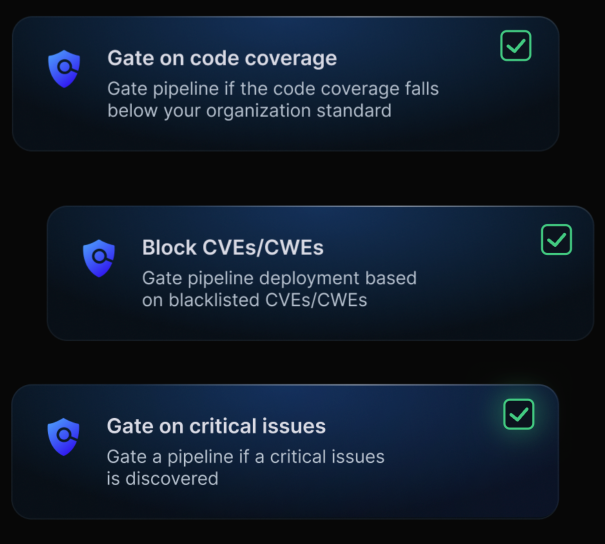 Gate on code coverage
Gate pipeline if the code coverage falls
below your organization standard
Block CVEs/CWEs
Gate pipeline deployment based
on blacklisted CVEs/CWEs
Gate on critical issues
Gate a pipeline if a critical issues
is discovered